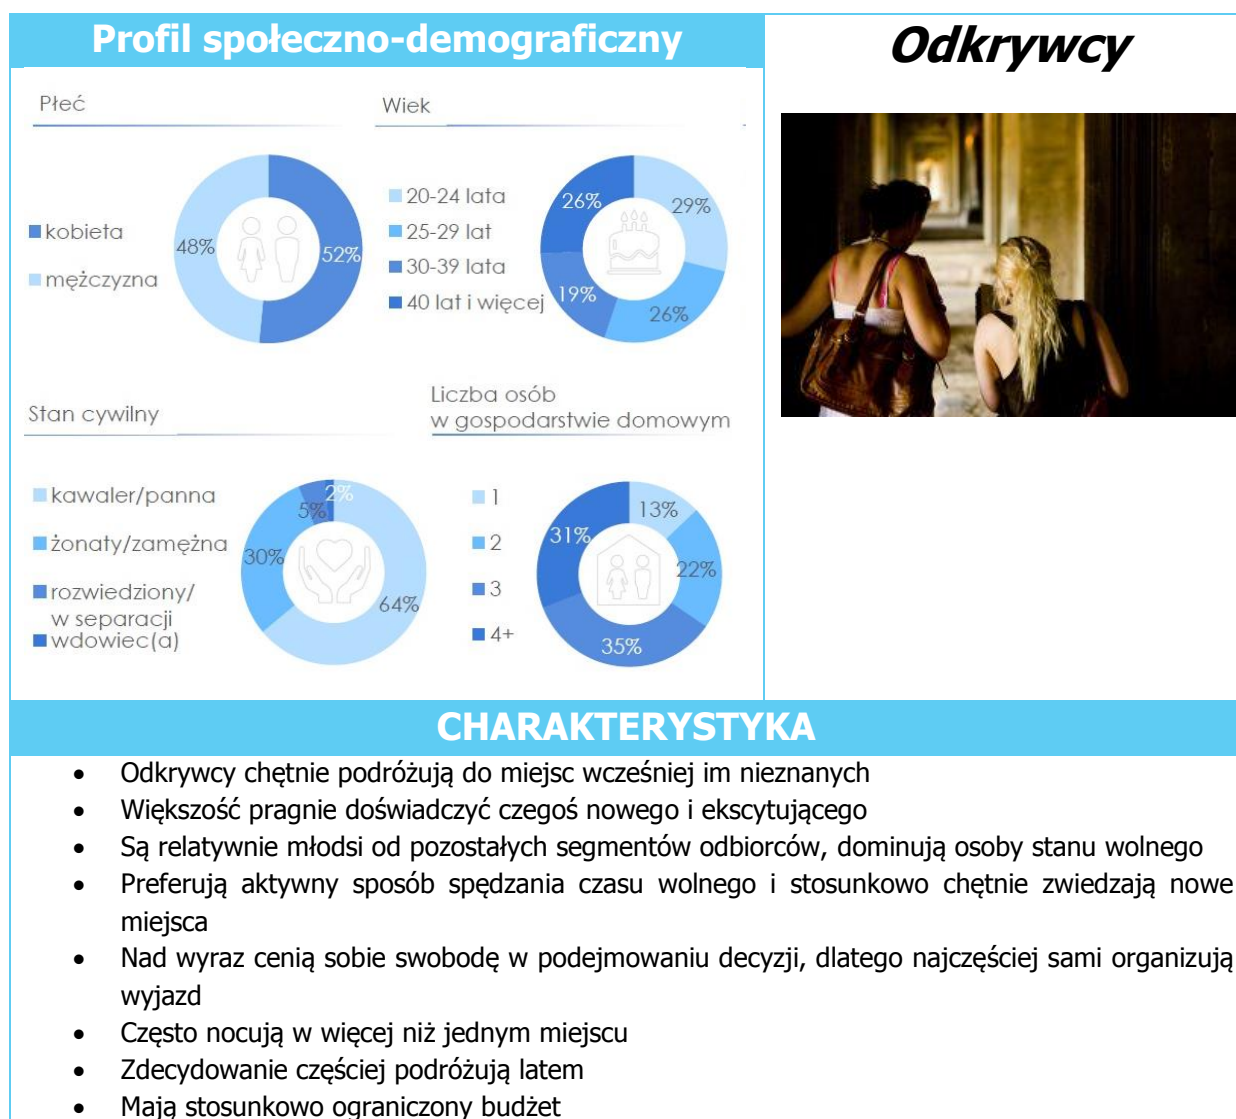 Profil społeczno-demograficzny
Odkrywcy
Płeć
Wiek
kobieta
mężczyzna
48%
52%
20-24 lata
25-29 lat
30-39 lata
40 lat i więcej
26%
29%
19%
26%
Stan cywilny
Liczba osób
w gospodarstwie domowym
kawaler/panna
żonaty/zamężna
rozwiedziony/
w separacji
wdowiec(a)
2%
5%
30%
64%
1
2
3
4+
13%
31%
22%
35%
CHARAKTERYSTYKA
• Odkrywcy chętnie podróżują do miejsc wcześniej im nieznanych
• Większość pragnie doświadczyć czegoś nowego i ekscytującego
• Są relatywnie młodsi od pozostałych segmentów odbiorców, dominują osoby stanu wolnego
• Preferują aktywny sposób spędzania czasu wolnego i stosunkowo chętnie zwiedzają nowe
miejsca
• Nad wyraz cenią sobie swobodę w podejmowaniu decyzji, dlatego najczęściej sami organizują
wyjazd
• Często nocują w więcej niż jednym miejscu
• Zdecydowanie częściej podróżują latem
• Mają stosunkowo ograniczony budżet